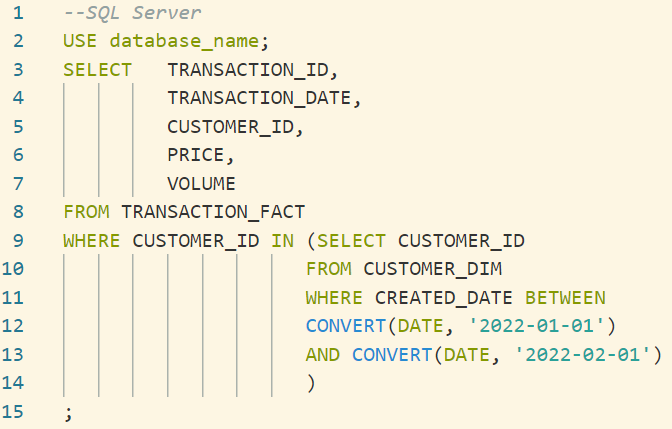 1 --SQL Server
2 USE database_name;
3 SELECT TRANSACTION_ID,
4 TRANSACTION_DATE,
5 CUSTOMER_ID,
6 PRICE,
7 VOLUME
8 FROM TRANSACTION_FACT
9 WHERE CUSTOMER_ID IN (SELECT CUSTOMER_ID
10 FROM CUSTOMER_DIM
11 WHERE CREATED_DATE BETWEEN
12 CONVERT(DATE, '2022-01-01')
13 AND CONVERT(DATE, '2022-02-01')
14 )
15 ;